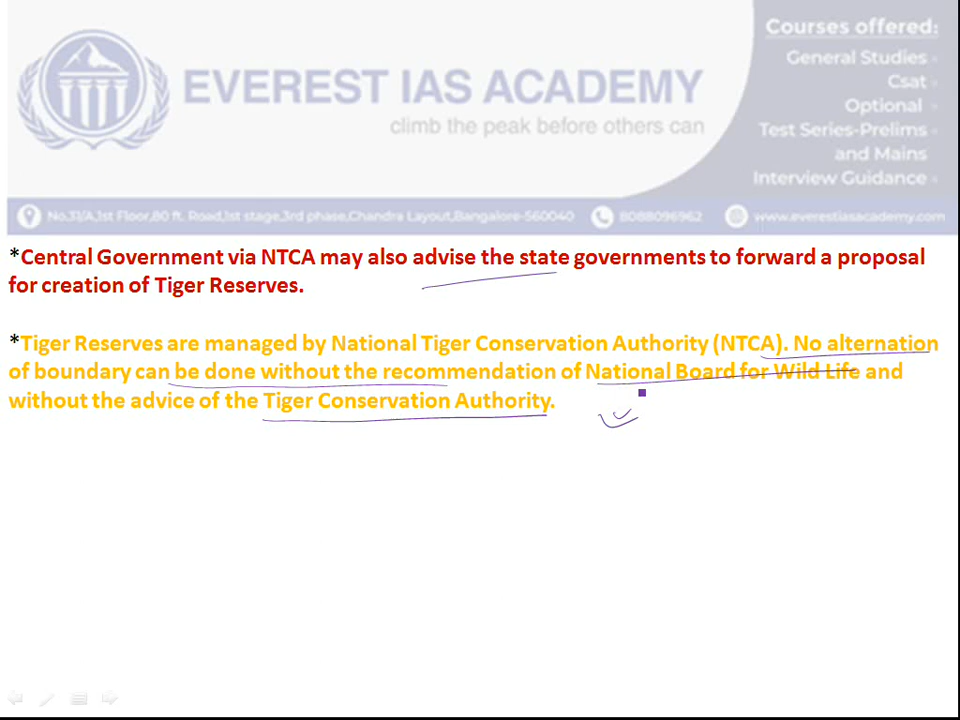 Courses offered:
General Studies -
Csat -
Optional -
Test Series-Prelims -
and Mains
Interview Guidance -
EVEREST IAS ACADEMY
climb the peak before others can
No.31/A,1st Floor,80 ft. Road,1st stage,3rd phase,Chandra Layout,Bangalore-560040 8088096962 www.everestiasacademy.com
*Central Government via NTCA may also advise the state governments to forward a proposal
for creation of Tiger Reserves.
*Tiger Reserves are managed by National Tiger Conservation Authority (NTCA). No alternation
of boundary can be done without the recommendation of National Board for Wild Life and
without the advice of the Tiger Conservation Authority.